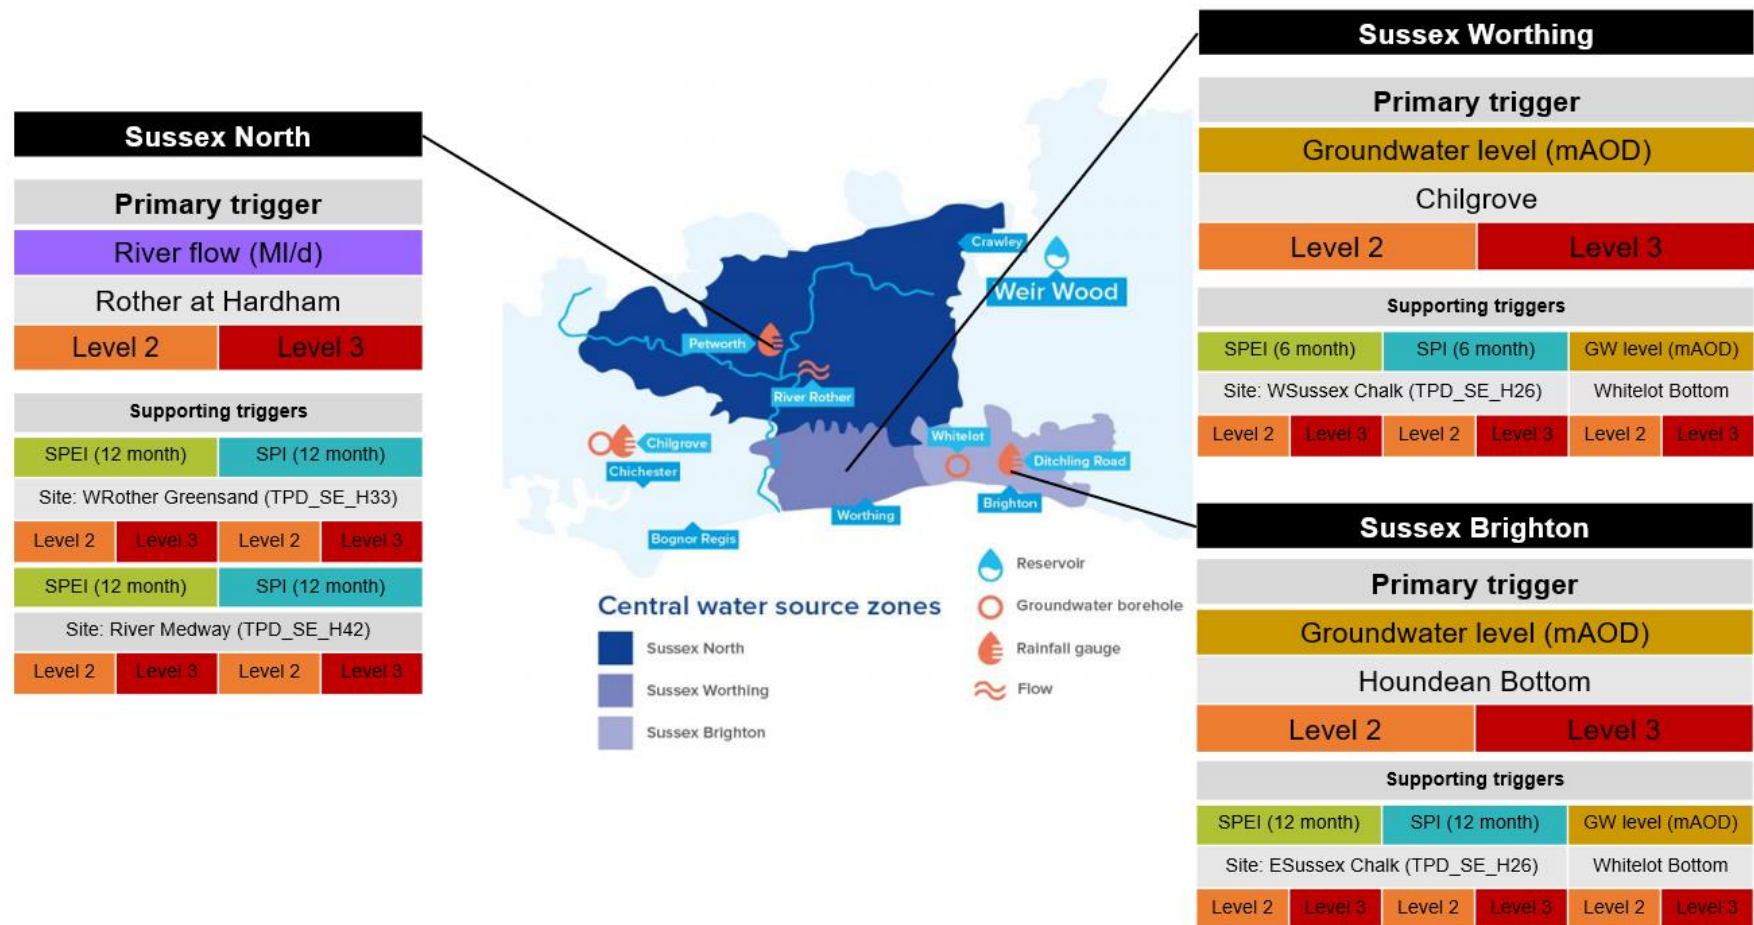 Sussex North
Primary trigger
River flow (Ml/d)
Rother at Hardham
Level 2 Level 3
Supporting triggers
SPEI (12 month) SPI (12 month)
Site: WRother Greensand (TPD_SE_H33)
Level 2 Level 3 Level 2 Level 3
SPEI (12 month) SPI (12 month)
Site: River Medway (TPD_SE_H42)
Level 2 Level 3 Level 2 Level 3
Crawley
Weir Wood
Petworth
River Rother
Chilgrove
Chichester
Whitelot
Ditchling Road
Brighton
Worthing
Bognor Regis
Central water source zones
Sussex North
Sussex Worthing
Sussex Brighton
Reservoir
Groundwater borehole
Rainfall gauge
Flow
Sussex Worthing
Primary trigger
Groundwater level (mAOD)
Chilgrove
Level 2 Level 3
Supporting triggers
SPEI (6 month) SPI (6 month) GW level (mAOD)
Site: WSussex Chalk (TPD_SE_H26) Whitelot Bottom
Level 2 Level 3 Level 2 Level 3 Level 2 Level 3
Sussex Brighton
Primary trigger
Groundwater level (mAOD)
Houndean Bottom
Level 2 Level 3
Supporting triggers
SPEI (12 month) SPI (12 month) GW level (mAOD)
Site: ESussex Chalk (TPD_SE_H26) Whitelot Bottom
Level 2 Level 3 Level 2 Level 3 Level 2 Level 3